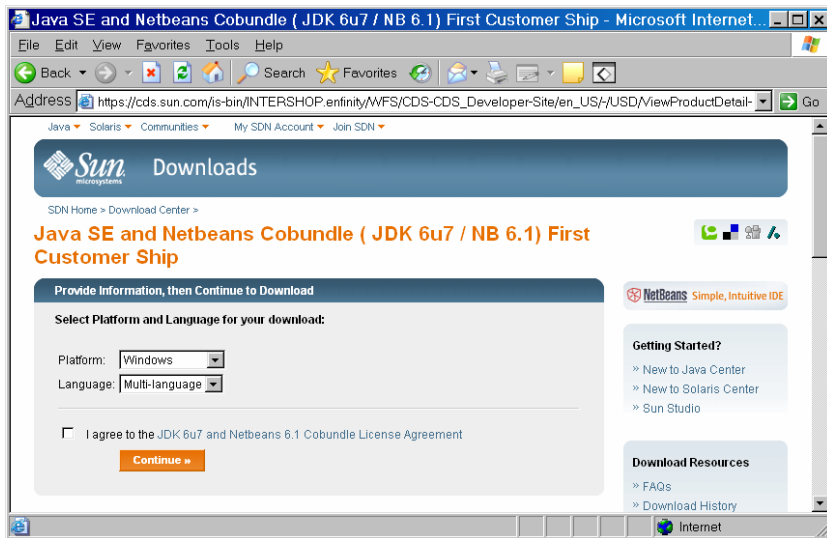 Java SE and Netbeans Cobundle ( JDK 6u7 / NB 6.1) First Customer Ship - Microsoft Internet...
File Edit View Favorites Tools Help
Back Search Favorites
Address https://cds.sun.com/is-bin/INTERSHOP.enfinity/WFS/CDS-CDS_Developer-Site/en_US/-/USD/ViewProductDetail- Go
Java Solaris Communities My SDN Account Join SDN
Sun microsystems Downloads
SDN Home > Download Center >
Java SE and Netbeans Cobundle ( JDK 6u7 / NB 6.1) First
Customer Ship
Provide Information, then Continue to Download
NetBeans Simple, Intuitive IDE
Select Platform and Language for your download:
Platform: Windows
Language: Multi-language
I agree to the JDK 6u7 and Netbeans 6.1 Cobundle License Agreement
Continue »
Getting Started?
» New to Java Center
» New to Solaris Center
» Sun Studio
Download Resources
» FAQs
» Download History
Internet